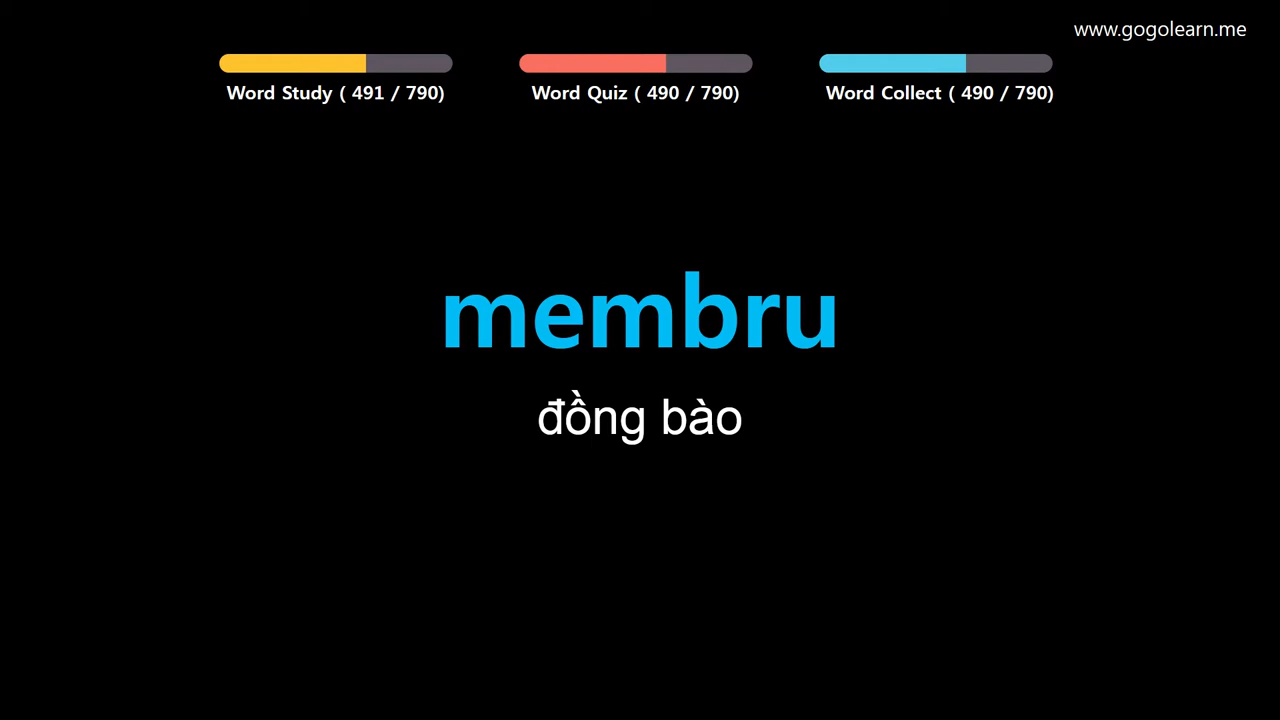 www.gogolearn.me
Word Study ( 491 / 790)
Word Quiz ( 490 / 790)
Word Collect ( 490 / 790)
membru
đồng bào